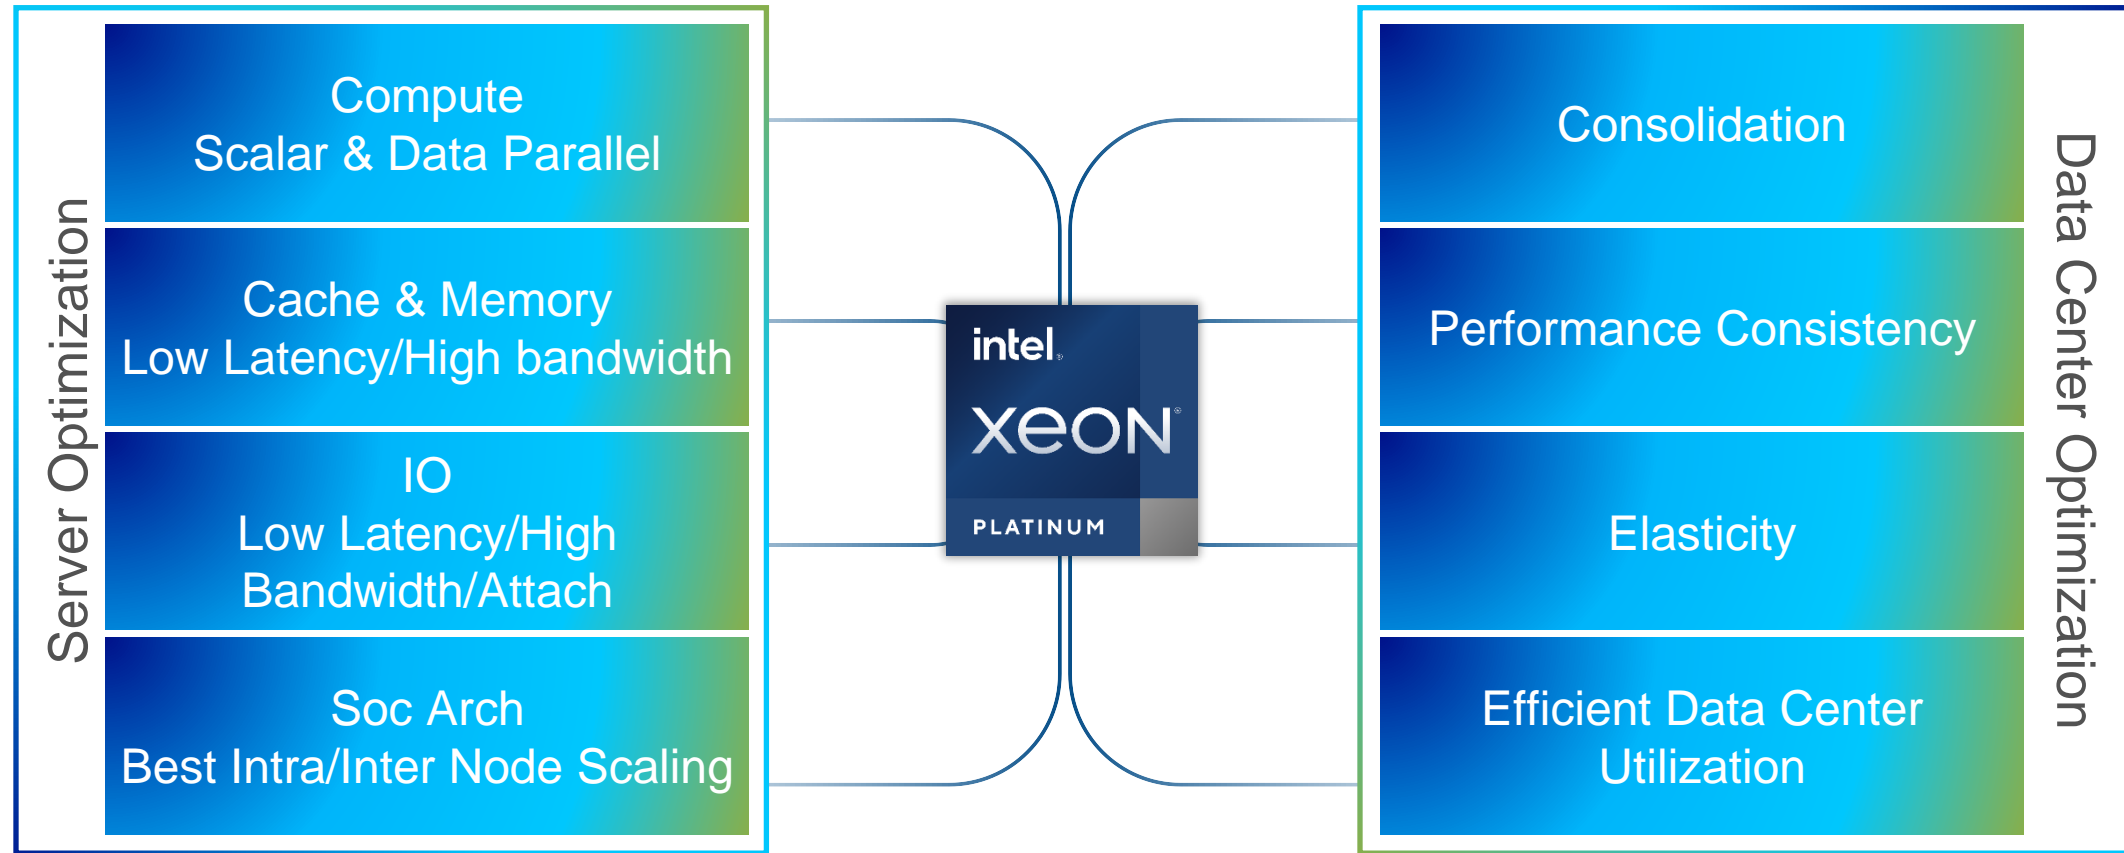 Server Optimization
Compute
Scalar & Data Parallel
Cache & Memory
Low Latency/High bandwidth
IO
Low Latency/High
Bandwidth/Attach
Soc Arch
Best Intra/Inter Node Scaling
intel®
xeon®
PLATINUM
Consolidation
Performance Consistency
Elasticity
Efficient Data Center
Utilization
Data Center Optimization